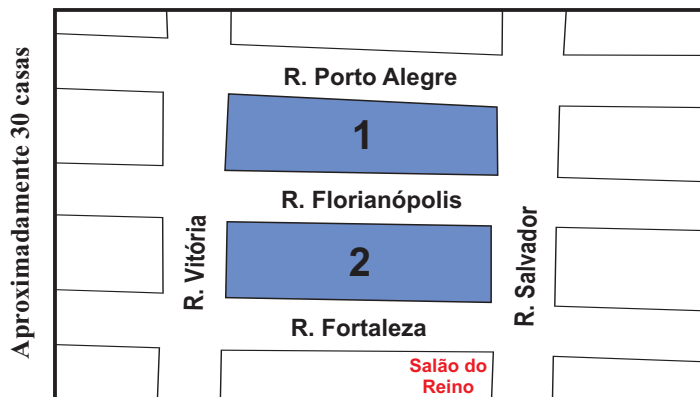 Aproximadamente 30 casas
R. Porto Alegre
1
R. Florianópolis
R. Vitória
2
R. Salvador
R. Fortaleza
Salão do
Reino